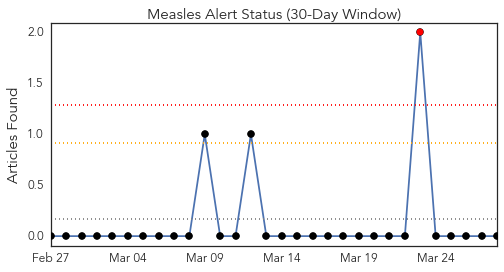 Measles Alert Status (30-Day Window)
Articles Found
2.0
1.5
1.0
0.5
0.0
Feb 27 Mar 04 Mar 09 Mar 14 Mar 19 Mar 24